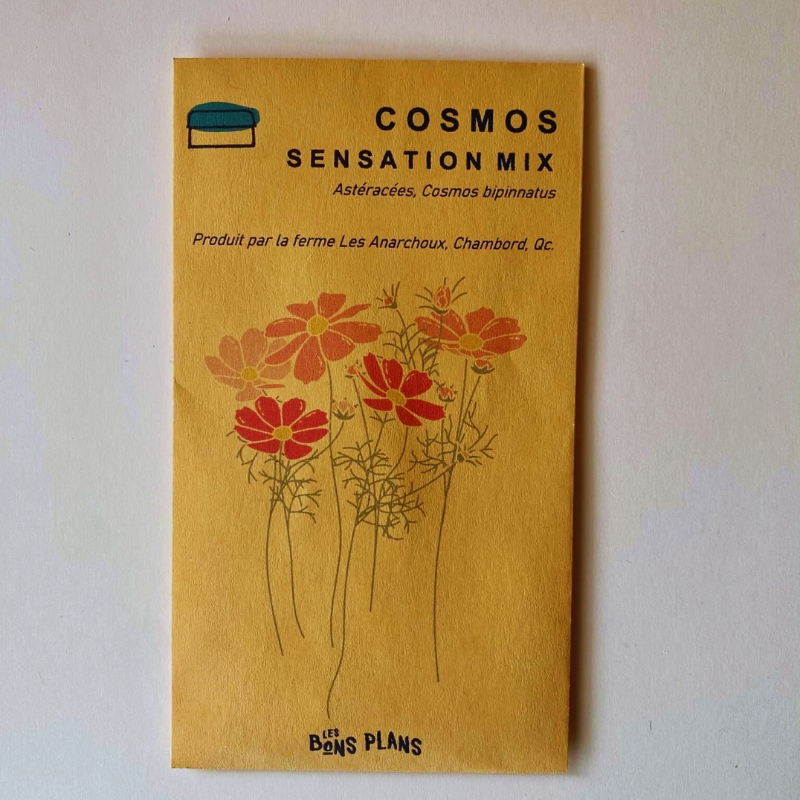 COSMOS
SENSATION MIX
Astéracées, Cosmos bipinnatus
Produit par la ferme Les Anarchoux, Chambord, Qc.
LES
BONS PLANS